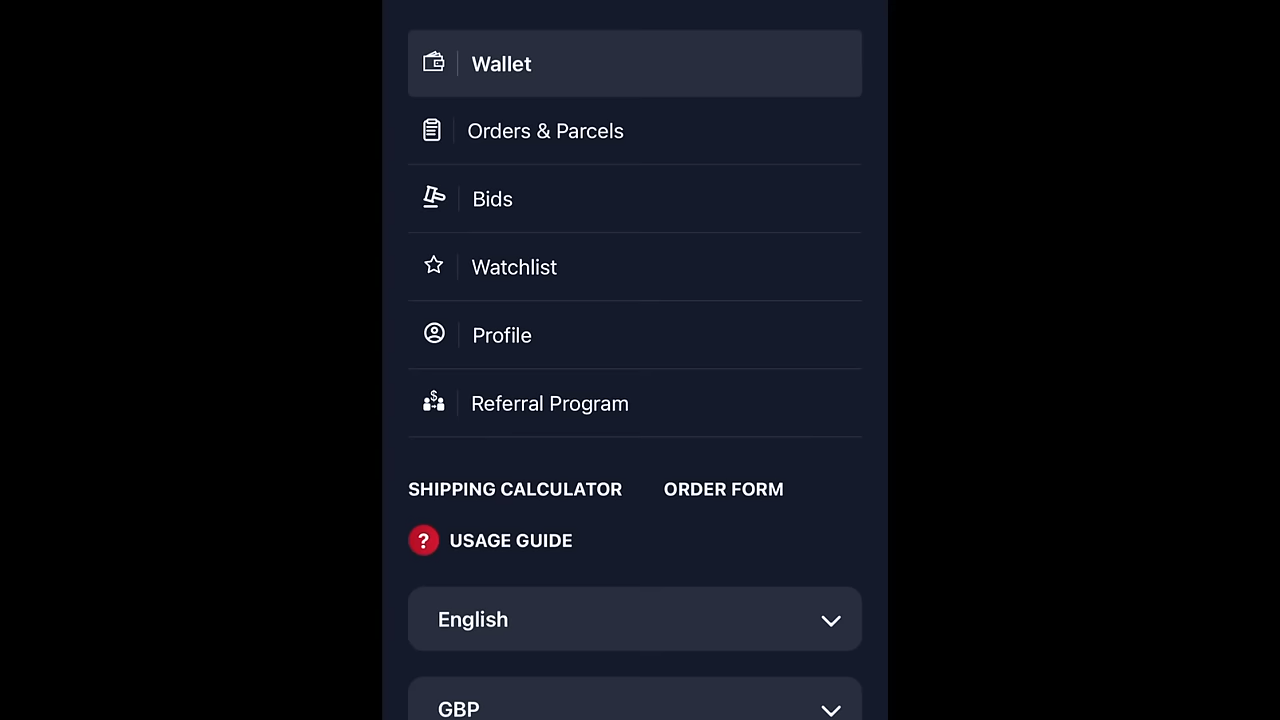 Wallet
Orders & Parcels
Bids
Watchlist
Profile
Referral Program
SHIPPING CALCULATOR ORDER FORM
? USAGE GUIDE
English
GBP